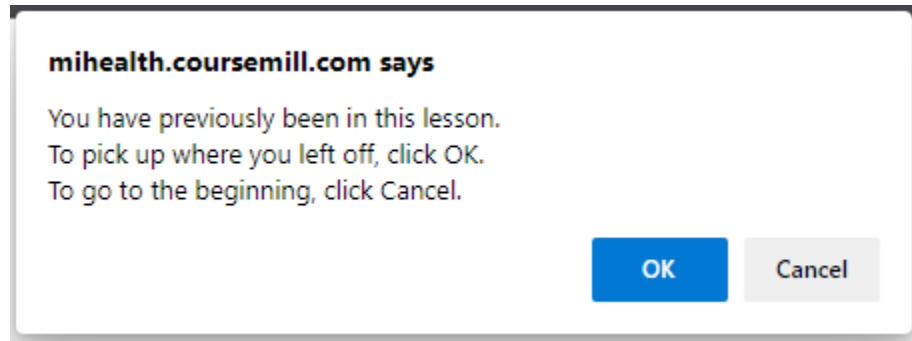 mihealth.coursemill.com says
You have previously been in this lesson.
To pick up where you left off, click OK.
To go to the beginning, click Cancel.
OK
Cancel